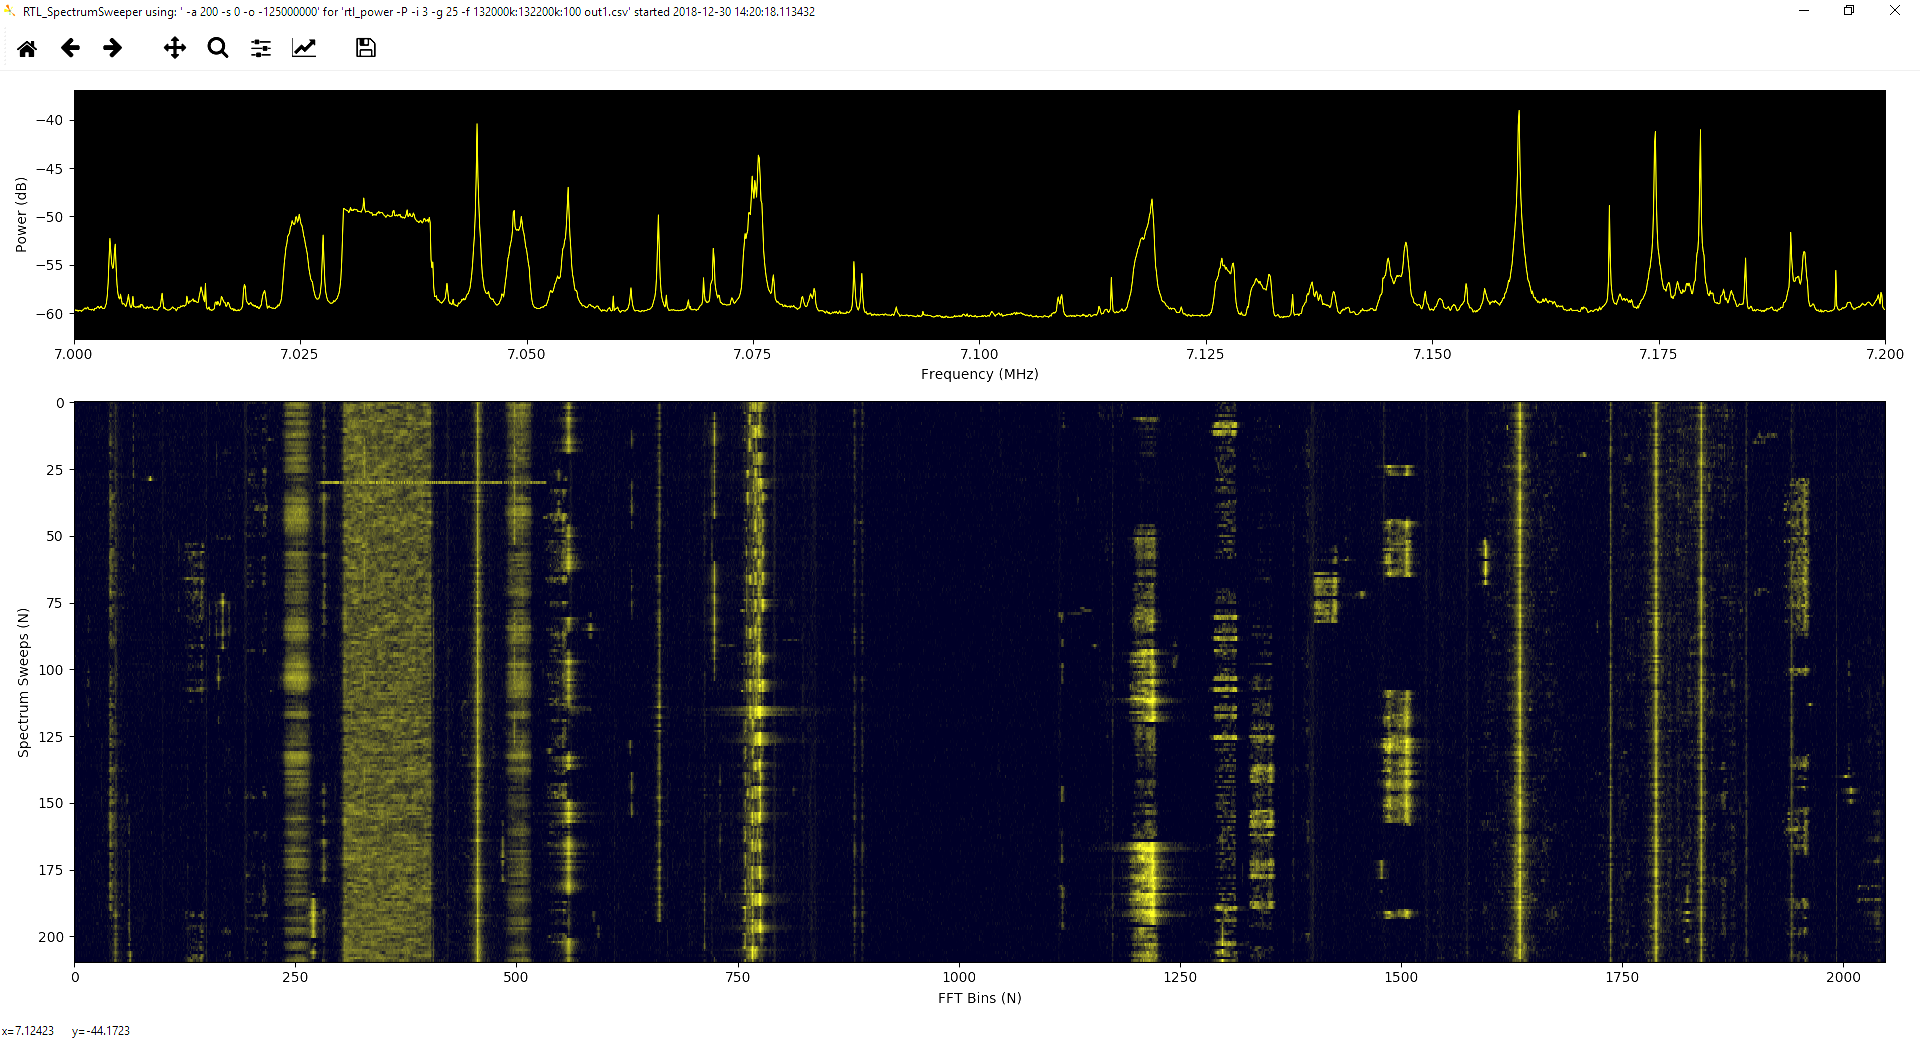 RTL_SpectrumSweeper using: ' -a 200 -s 0 -o -125000000' for 'rtl_power -P -i 3 -g 25 -f 132000k:132200k:100 out1.csv' started 2018-12-30 14:20:18.113432
Power (dB)
−40
−45
−50
−55
−60
7.000 7.025 7.050 7.075 7.100 7.125 7.150 7.175 7.200
Frequency (MHz)
Spectrum Sweeps (N)
0
25
50
75
100
125
150
175
200
0 250 500 750 1000 1250 1500 1750 2000
FFT Bins (N)
x=7.12423 y=-44.1723